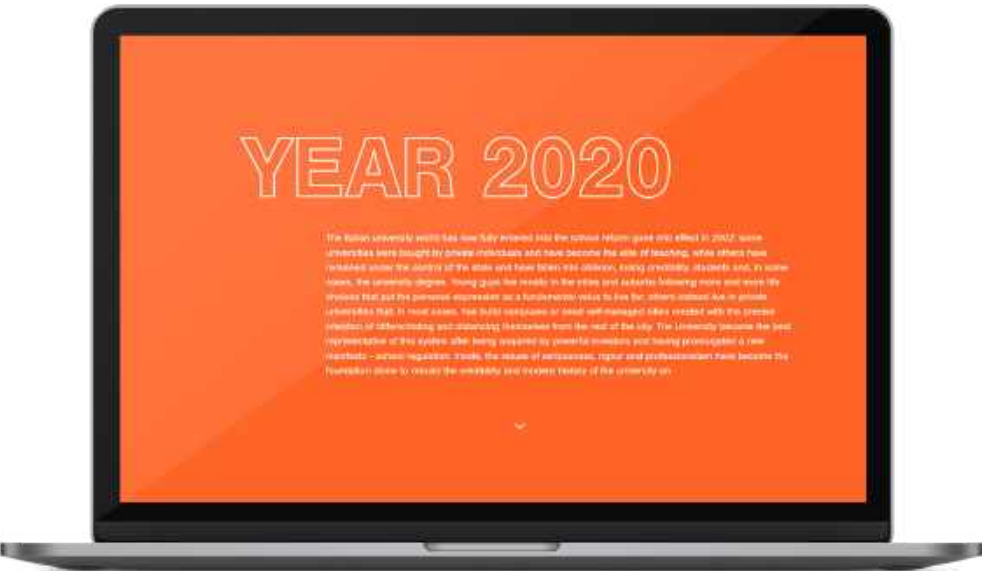 YEAR 2020
The Italian university world has now fully entered into the school reform gone into effect in 2002: some
universities were bought by private individuals and have become the elite of teaching, while others have
remained under the control of the state and have fallen into oblivion, losing credibility, students and, in some
cases, the university degree. Young guys live mostly in the cities and suburbs following more and more life
choices that put the personal expression as a fundamental value to live for, others instead live in private
universities that, in most cases, has build campuses or small self-managed cities created with the precise
intention of differentiating and distancing themselves from the rest of the city. The University became the best
representative of this system after being acquired by powerful investors and having promulgated a new
manifesto - school regulation. Inside, the values of seriousness, rigour and professionalism have become the
foundation stone to rebuild the credibility and modern history of the university on